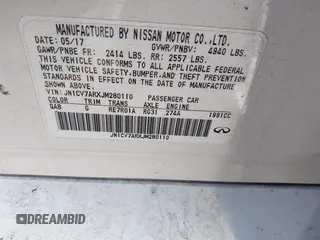 MANUFACTURED BY NISSAN MOTOR CO.,LTD.
05/17 GVWR/PNBV: 4940 LBS.
GAWR/PNBE FR: 2414 LBS. RR: 2557 LBS.
THIS VEHICLE CONFORMS TO ALL APPLICABLE FEDERAL
MOTOR VEHICLE SAFETY,BUMPER,AND THEFT
PREVENTION STANDARDS IN EFFECT ON THE DATE OF MANUFACTURE
SHOWN ABOVE.
VIN: JN1CV7ARXJM280110 PASSENGER CAR
COLOR TRIM TRANS AXLE ENGINE
QAB G RE7R01A RG31 274A 1991CC
DREAMBID